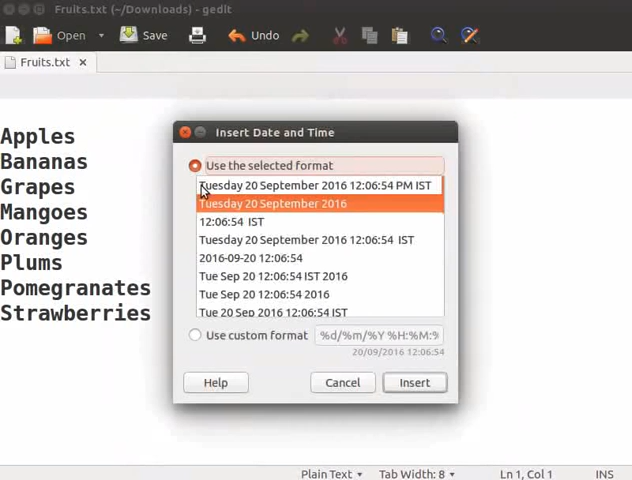 Fruits.txt (~/Downloads) - gedit
Open Save Undo
Fruits.txt ×
Insert Date and Time
Use the selected format
Tuesday 20 September 2016 12:06:54 PM IST
Tuesday 20 September 2016
12:06:54 IST
Tuesday 20 September 2016 12:06:54 IST
2016-09-20 12:06:54
Tue Sep 20 12:06:54 IST 2016
Tue Sep 20 12:06:54 2016
Tue 20 Sep 2016 12:06:54 IST
Use custom format %d/%m/%Y %H:%M:%
20/09/2016 12:06:54
Help Cancel Insert
Apples
Bananas
Grapes
Mangoes
Oranges
Plums
Pomegranates
Strawberries
Plain Text Tab Width: 8 Ln 1, Col 1 INS